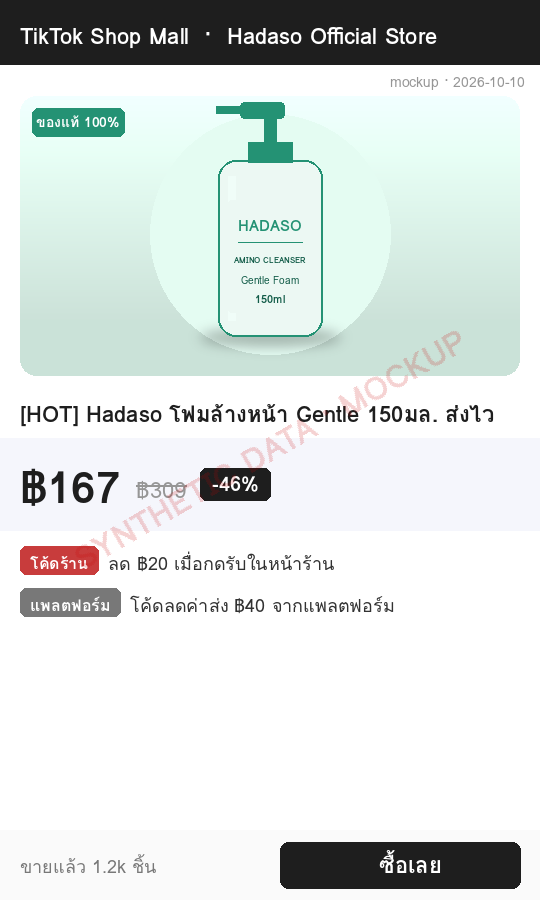 TikTok Shop Mall · Hadaso Official Store
mockup · 2026-10-10
ของแท้ 100%
HADASO
AMINO CLEANSER
Gentle Foam
150ml
[HOT] Hadaso โฟมล้างหน้า Gentle 150มล. ส่งไว
฿167 ฿309 -46%
SYNTHETIC DATA · MOCKUP
โค้ดร้าน ลด ฿20 เมื่อกดรับในหน้าร้าน
แพลตฟอร์ม โค้ดลดค่าส่ง ฿40 จากแพลตฟอร์ม
ขายแล้ว 1.2k ชิ้น
ซื้อเลย